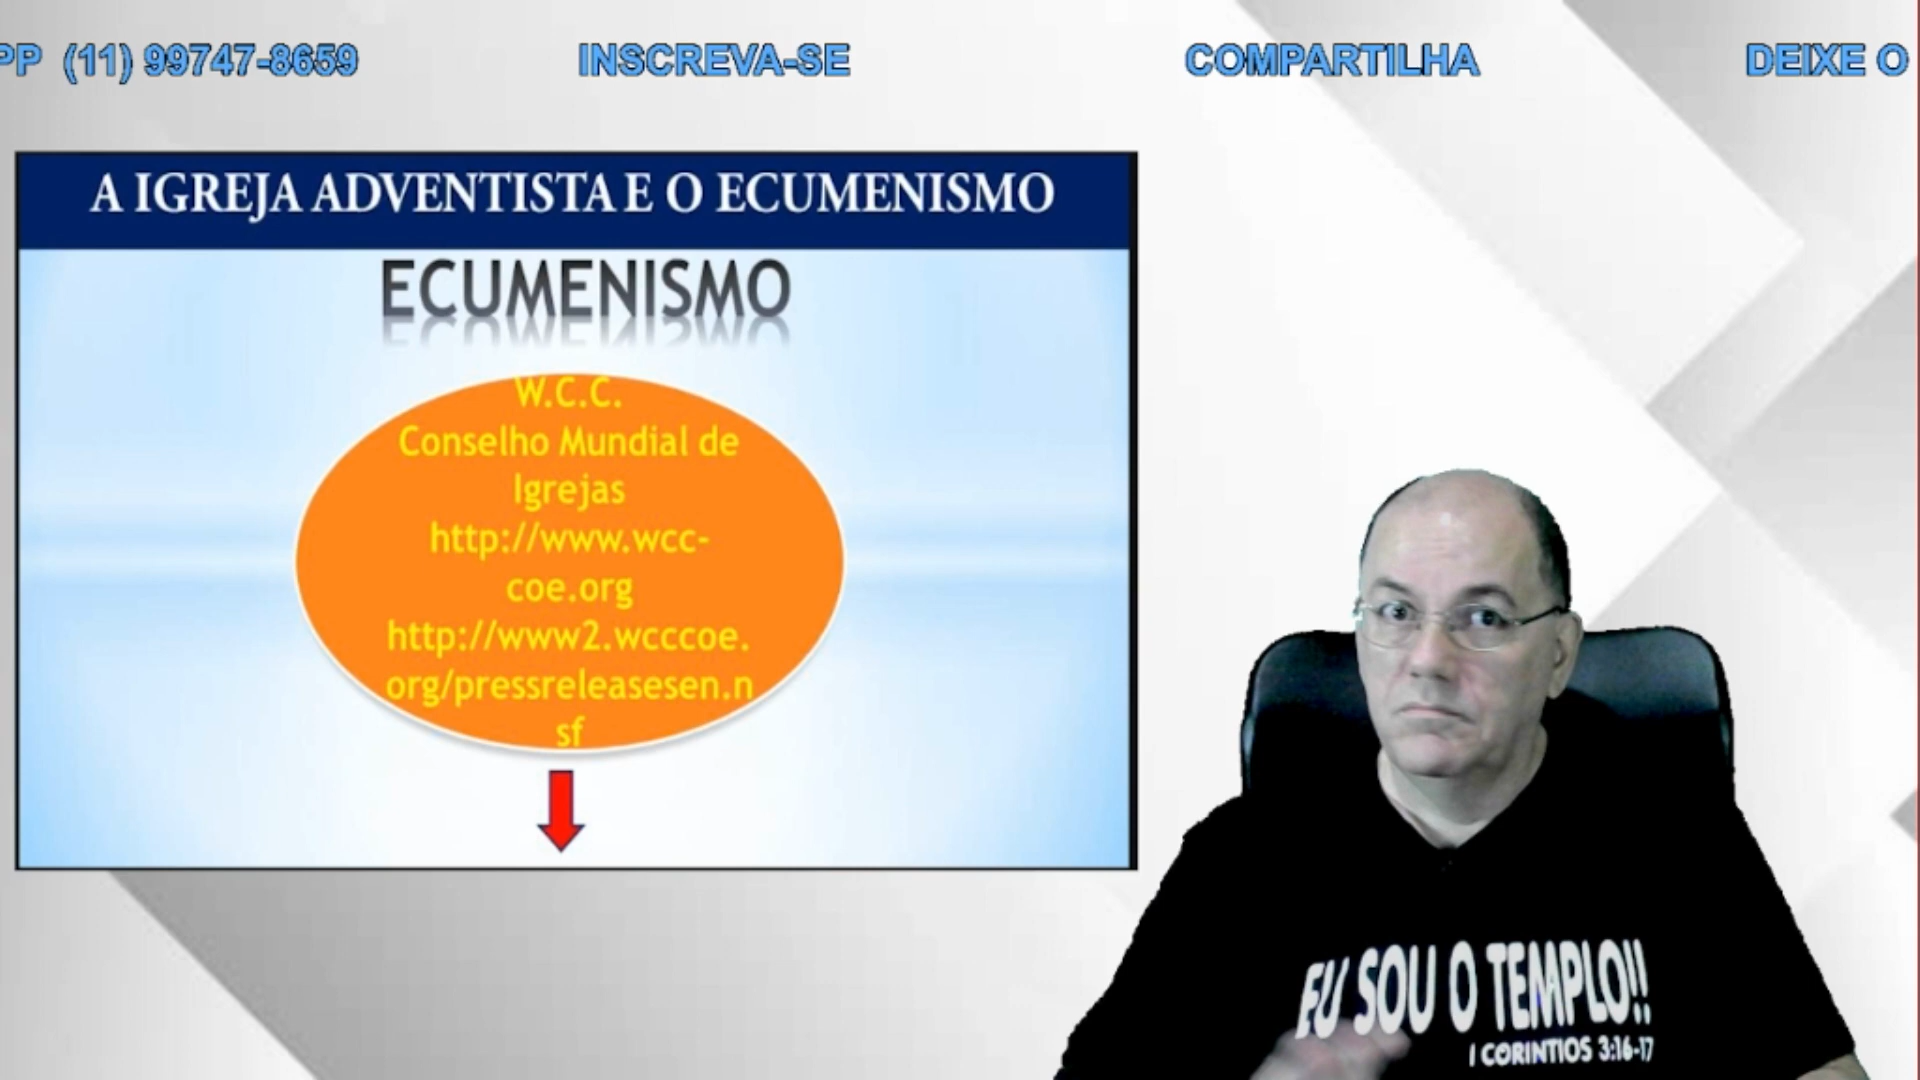 PP (11) 99747-8659 INSCREVA-SE COMPARTILHA DEIXE O
A IGREJA ADVENTISTA E O ECUMENISMO
ECUMENISMO
W.C.C.
Conselho Mundial de
Igrejas
http://www.wcc-
coe.org
http://www2.wcccoe.
org/pressreleasesen.n
sf
EU SOU O TEMPLO!!
I CORINTIOS 3:16-17